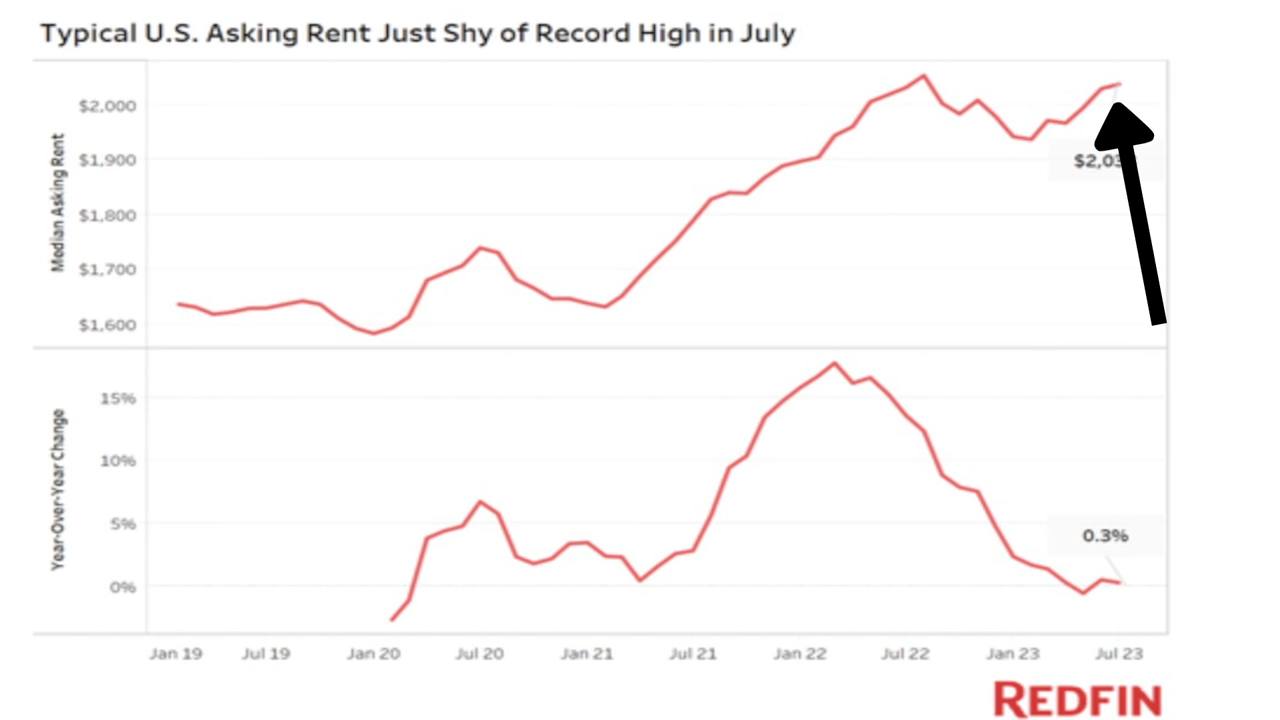 Typical U.S. Asking Rent Just Shy of Record High in July
Median Asking Rent
$2,000
$1,900
$1,800
$1,700
$1,600
Year-Over-Year Change
15%
10%
5%
0%
0.3%
Jan 19 Jul 19 Jan 20 Jul 20 Jan 21 Jul 21 Jan 22 Jul 22 Jan 23 Jul 23
REDFIN